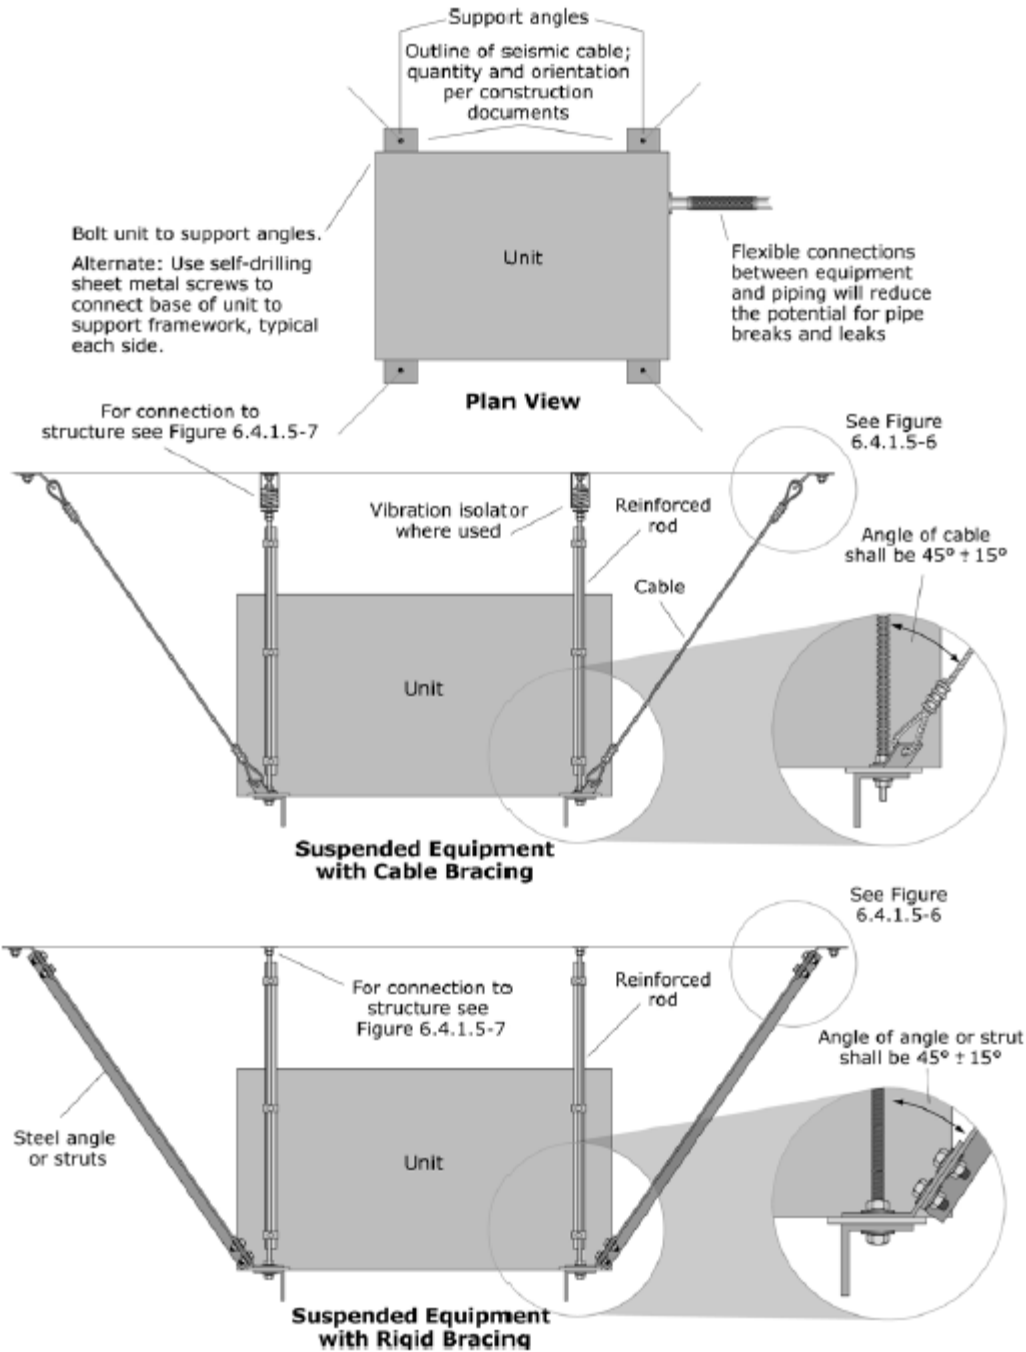 Support angles
Outline of seismic cable;
quantity and orientation
per construction
documents
Bolt unit to support angles.
Alternate: Use self-drilling
sheet metal screws to
connect base of unit to
support framework, typical
each side.
Unit
Flexible connections
between equipment
and piping will reduce
the potential for pipe
breaks and leaks
Plan View
For connection to
structure see Figure 6.4.1.5-7
See Figure
6.4.1.5-6
Vibration isolator
where used
Reinforced
rod
Angle of cable
shall be 45° ± 15°
Cable
Unit
Suspended Equipment
with Cable Bracing
See Figure
6.4.1.5-6
For connection to
structure see
Figure 6.4.1.5-7
Reinforced
rod
Angle of angle or strut
shall be 45° ± 15°
Steel angle
or struts
Unit
Suspended Equipment
with Rigid Bracing